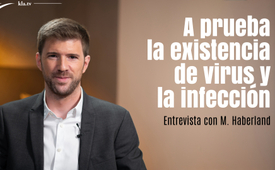 kla.tv
A prueba
la existencia
de virus y
la infección
Entrevista con M. Haberland